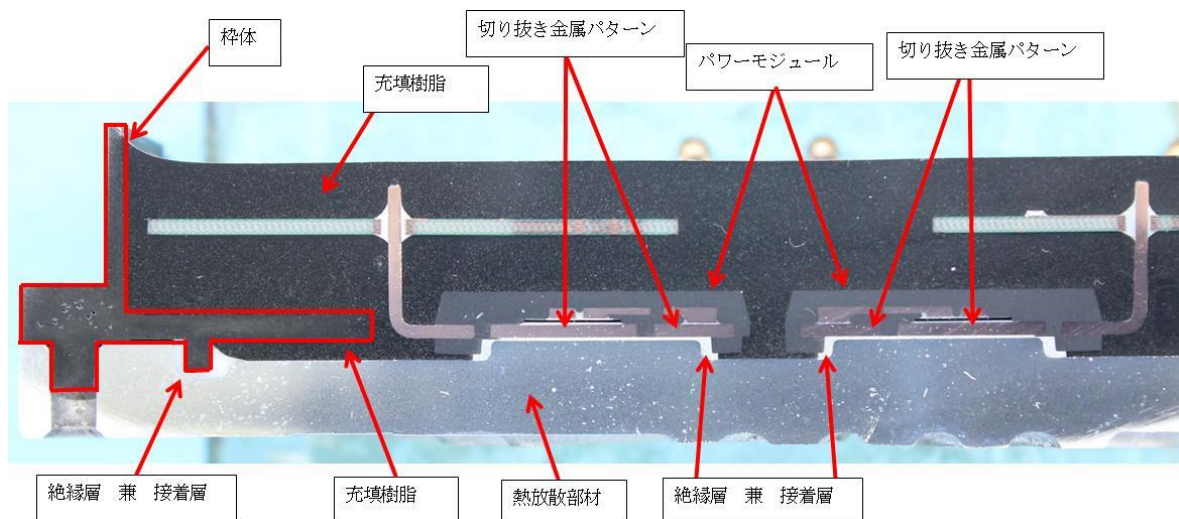 枠体
切り抜き金属パターン
パワーモジュール
切り抜き金属パターン
充填樹脂
絶縁層　兼　接着層
充填樹脂
熱放散部材
絶縁層　兼　接着層